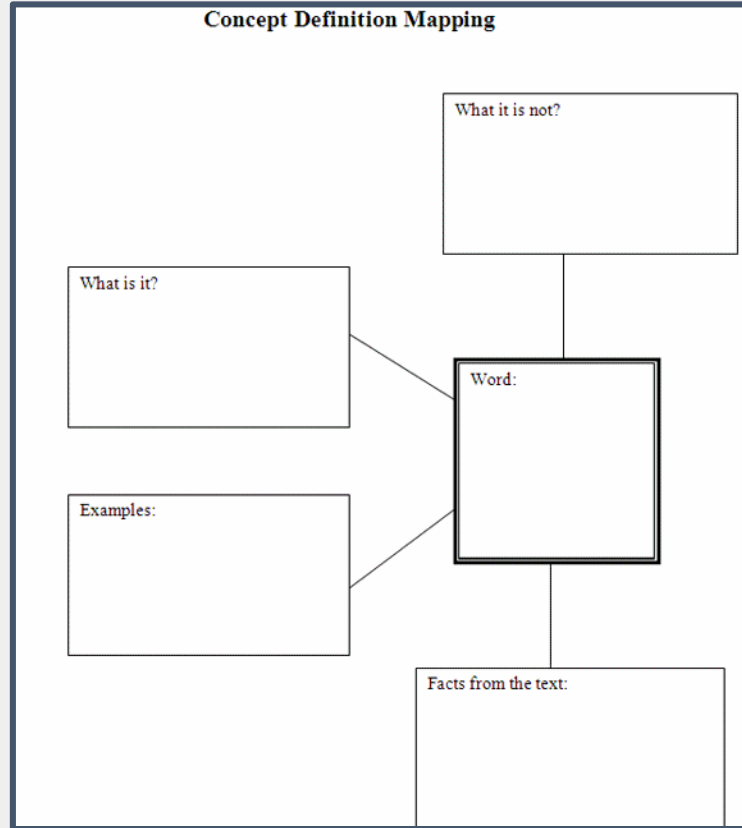 Concept Definition Mapping
What it is not?
What is it?
Word:
Examples:
Facts from the text: